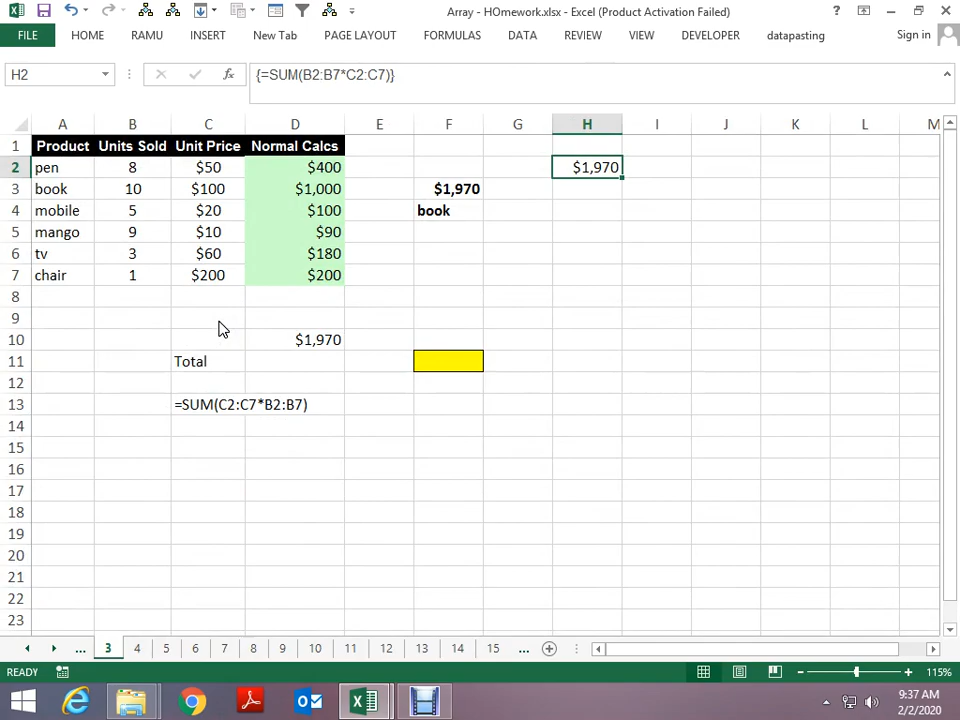 Array - HOmework.xlsx - Excel (Product Activation Failed)
FILE HOME RAMU INSERT New Tab PAGE LAYOUT FORMULAS DATA REVIEW VIEW DEVELOPER datapasting Sign in
H2 fx {=SUM(B2:B7*C2:C7)}
A B C D E F G H I J K L M
1 Product Units Sold Unit Price Normal Calcs
2 pen 8 $50 $400 $1,970
3 book 10 $100 $1,000 $1,970
4 mobile 5 $20 $100 book
5 mango 9 $10 $90
6 tv 3 $60 $180
7 chair 1 $200 $200
8
9
10 $1,970
11 Total
12
13 =SUM(C2:C7*B2:B7)
14
15
16
17
18
19
20
21
22
23
... 3 4 5 6 7 8 9 10 11 12 13 14 15 ...
READY 115%
9:37 AM
2/2/2020